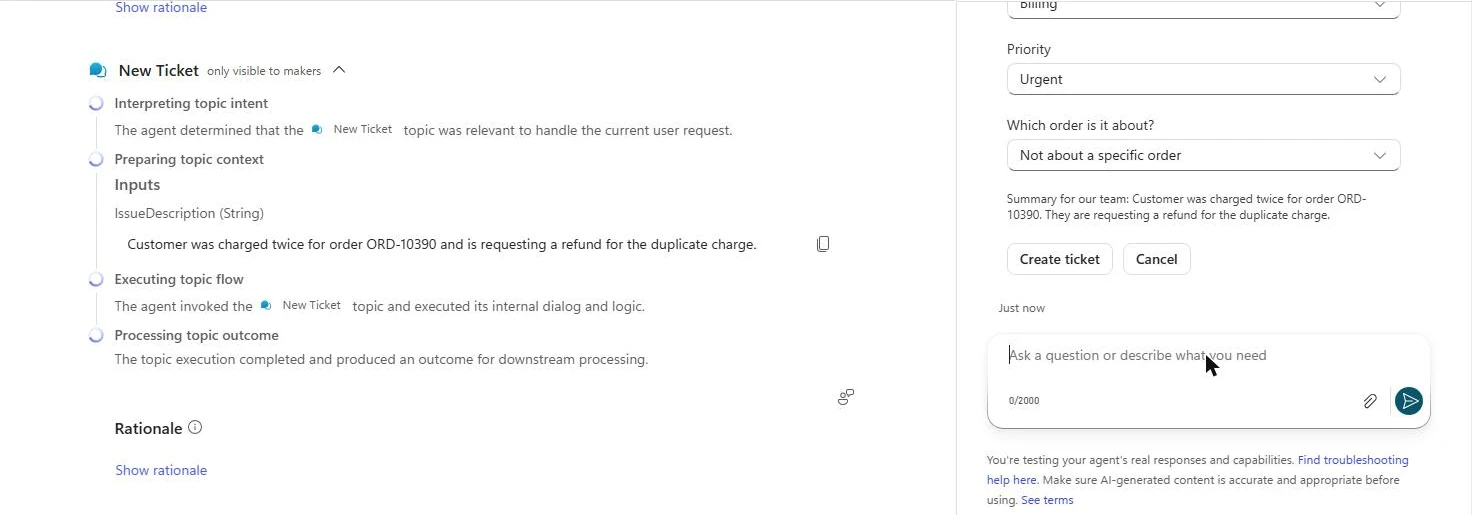 Show rationale
New Ticket only visible to makers
Interpreting topic intent
The agent determined that the New Ticket topic was relevant to handle the current user request.
Preparing topic context
Inputs
IssueDescription (String)
Customer was charged twice for order ORD-10390 and is requesting a refund for the duplicate charge.
Executing topic flow
The agent invoked the New Ticket topic and executed its internal dialog and logic.
Processing topic outcome
The topic execution completed and produced an outcome for downstream processing.
Rationale
Show rationale
Billing
Priority
Urgent
Which order is it about?
Not about a specific order
Summary for our team: Customer was charged twice for order ORD-
10390. They are requesting a refund for the duplicate charge.
Create ticket Cancel
Just now
Ask a question or describe what you need
0/2000
You're testing your agent's real responses and capabilities. Find troubleshooting
help here. Make sure AI-generated content is accurate and appropriate before
using. See terms